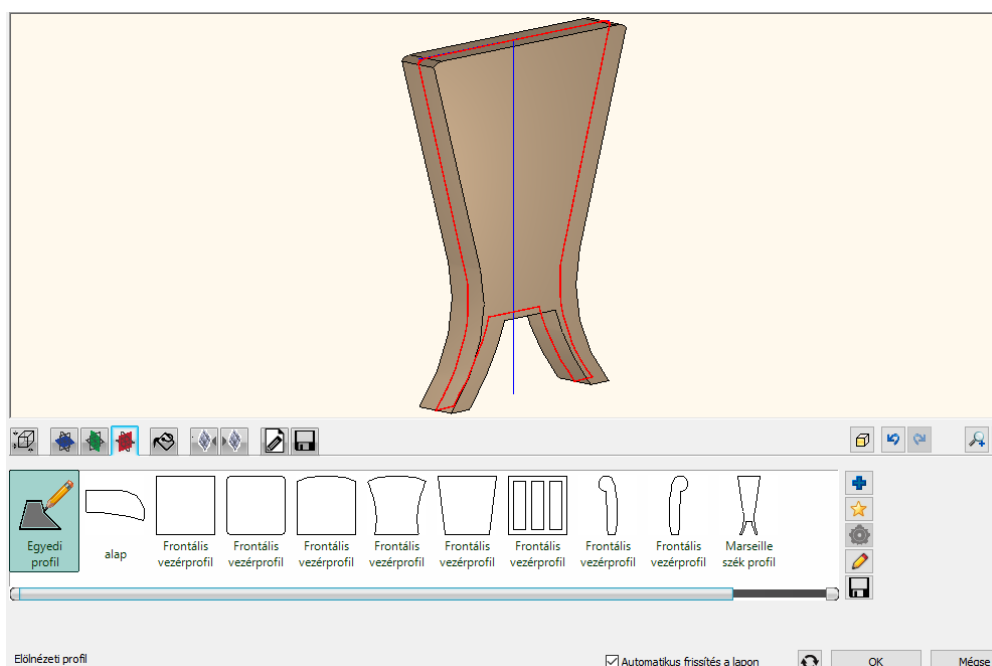 Egyedi
profil
alap
Frontális
vezérprofil
Frontális
vezérprofil
Frontális
vezérprofil
Frontális
vezérprofil
Frontális
vezérprofil
Frontális
vezérprofil
Frontális
vezérprofil
Frontális
vezérprofil
Marseille
szék profil
Elölnézeti profil
Automatikus frissítés a lapon
OK
Mégse